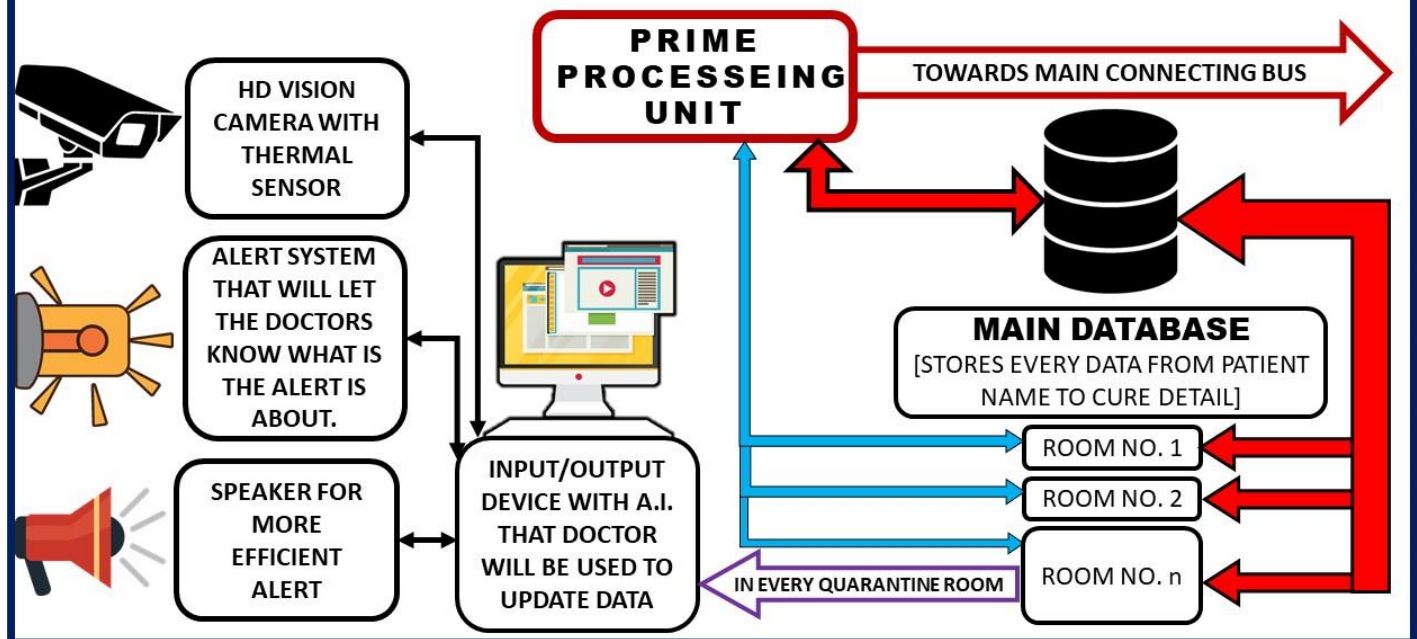 HD VISION
CAMERA WITH
THERMAL
SENSOR
ALERT SYSTEM
THAT WILL LET
THE DOCTORS
KNOW WHAT IS
THE ALERT IS
ABOUT.
SPEAKER FOR
MORE
EFFICIENT
ALERT
INPUT/OUTPUT
DEVICE WITH A.I.
THAT DOCTOR
WILL BE USED TO
UPDATE DATA
PRIME
PROCESSEING
UNIT
TOWARDS MAIN CONNECTING BUS
MAIN DATABASE
[STORES EVERY DATA FROM PATIENT
NAME TO CURE DETAIL]
ROOM NO. 1
ROOM NO. 2
ROOM NO. n
IN EVERY QUARANTINE ROOM